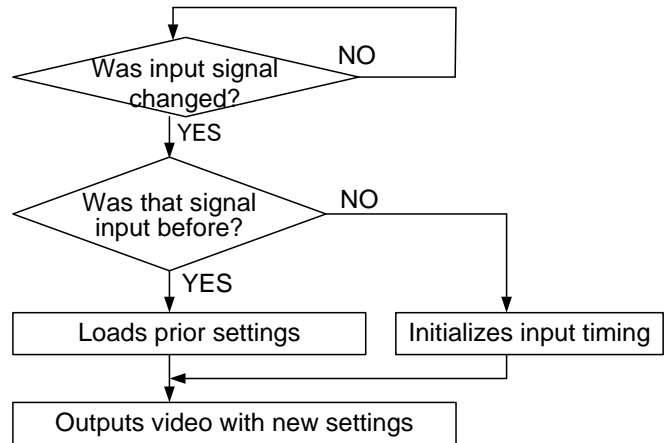 Was input signal
changed?
NO
YES
Was that signal
input before?
NO
YES
Loads prior settings
Initializes input timing
Outputs video with new settings